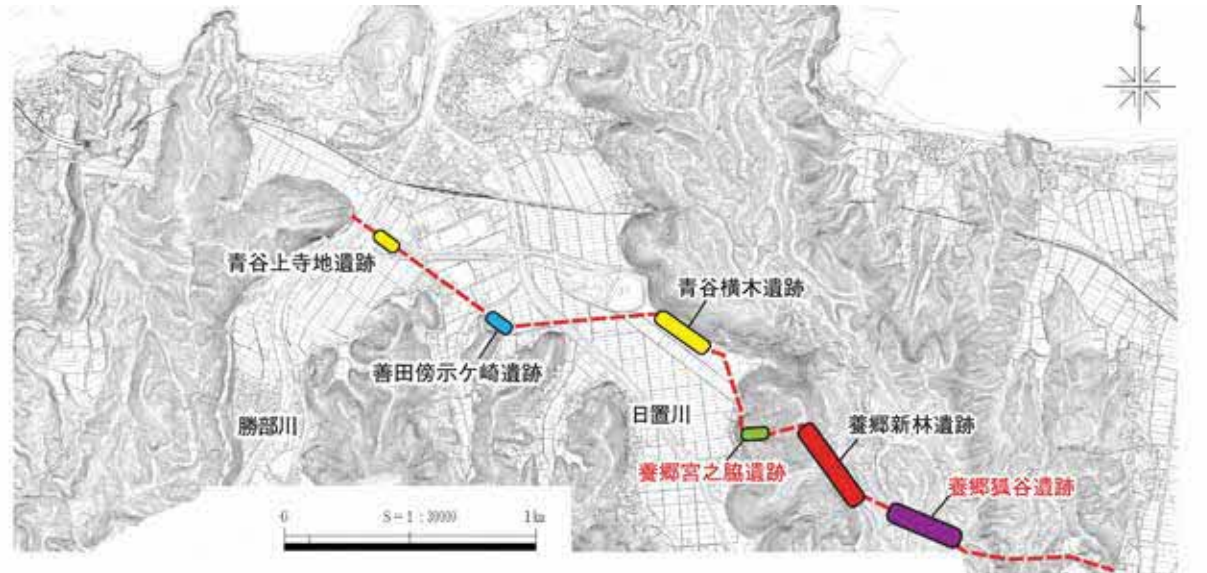 青谷上寺地遺跡
青谷横木遺跡
善田傍示ケ崎遺跡
勝部川
日置川
養郷新林遺跡
養郷宮之脇遺跡
養郷狐谷遺跡
0
S=1:20000
1km